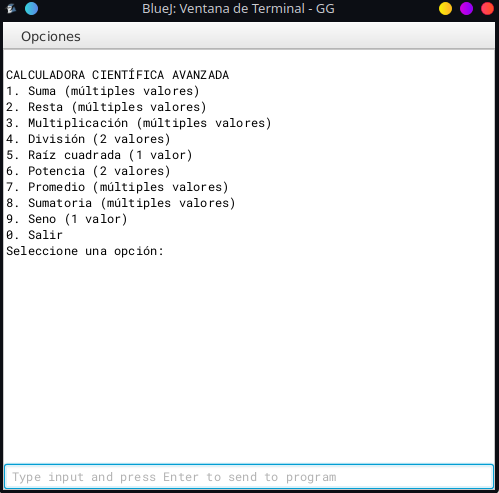 BlueJ: Ventana de Terminal - GG
Opciones
CALCULADORA CIENTÍFICA AVANZADA
1. Suma (múltiples valores)
2. Resta (múltiples valores)
3. Multiplicación (múltiples valores)
4. División (2 valores)
5. Raíz cuadrada (1 valor)
6. Potencia (2 valores)
7. Promedio (múltiples valores)
8. Sumatoria (múltiples valores)
9. Seno (1 valor)
0. Salir
Seleccione una opción:
Type input and press Enter to send to program